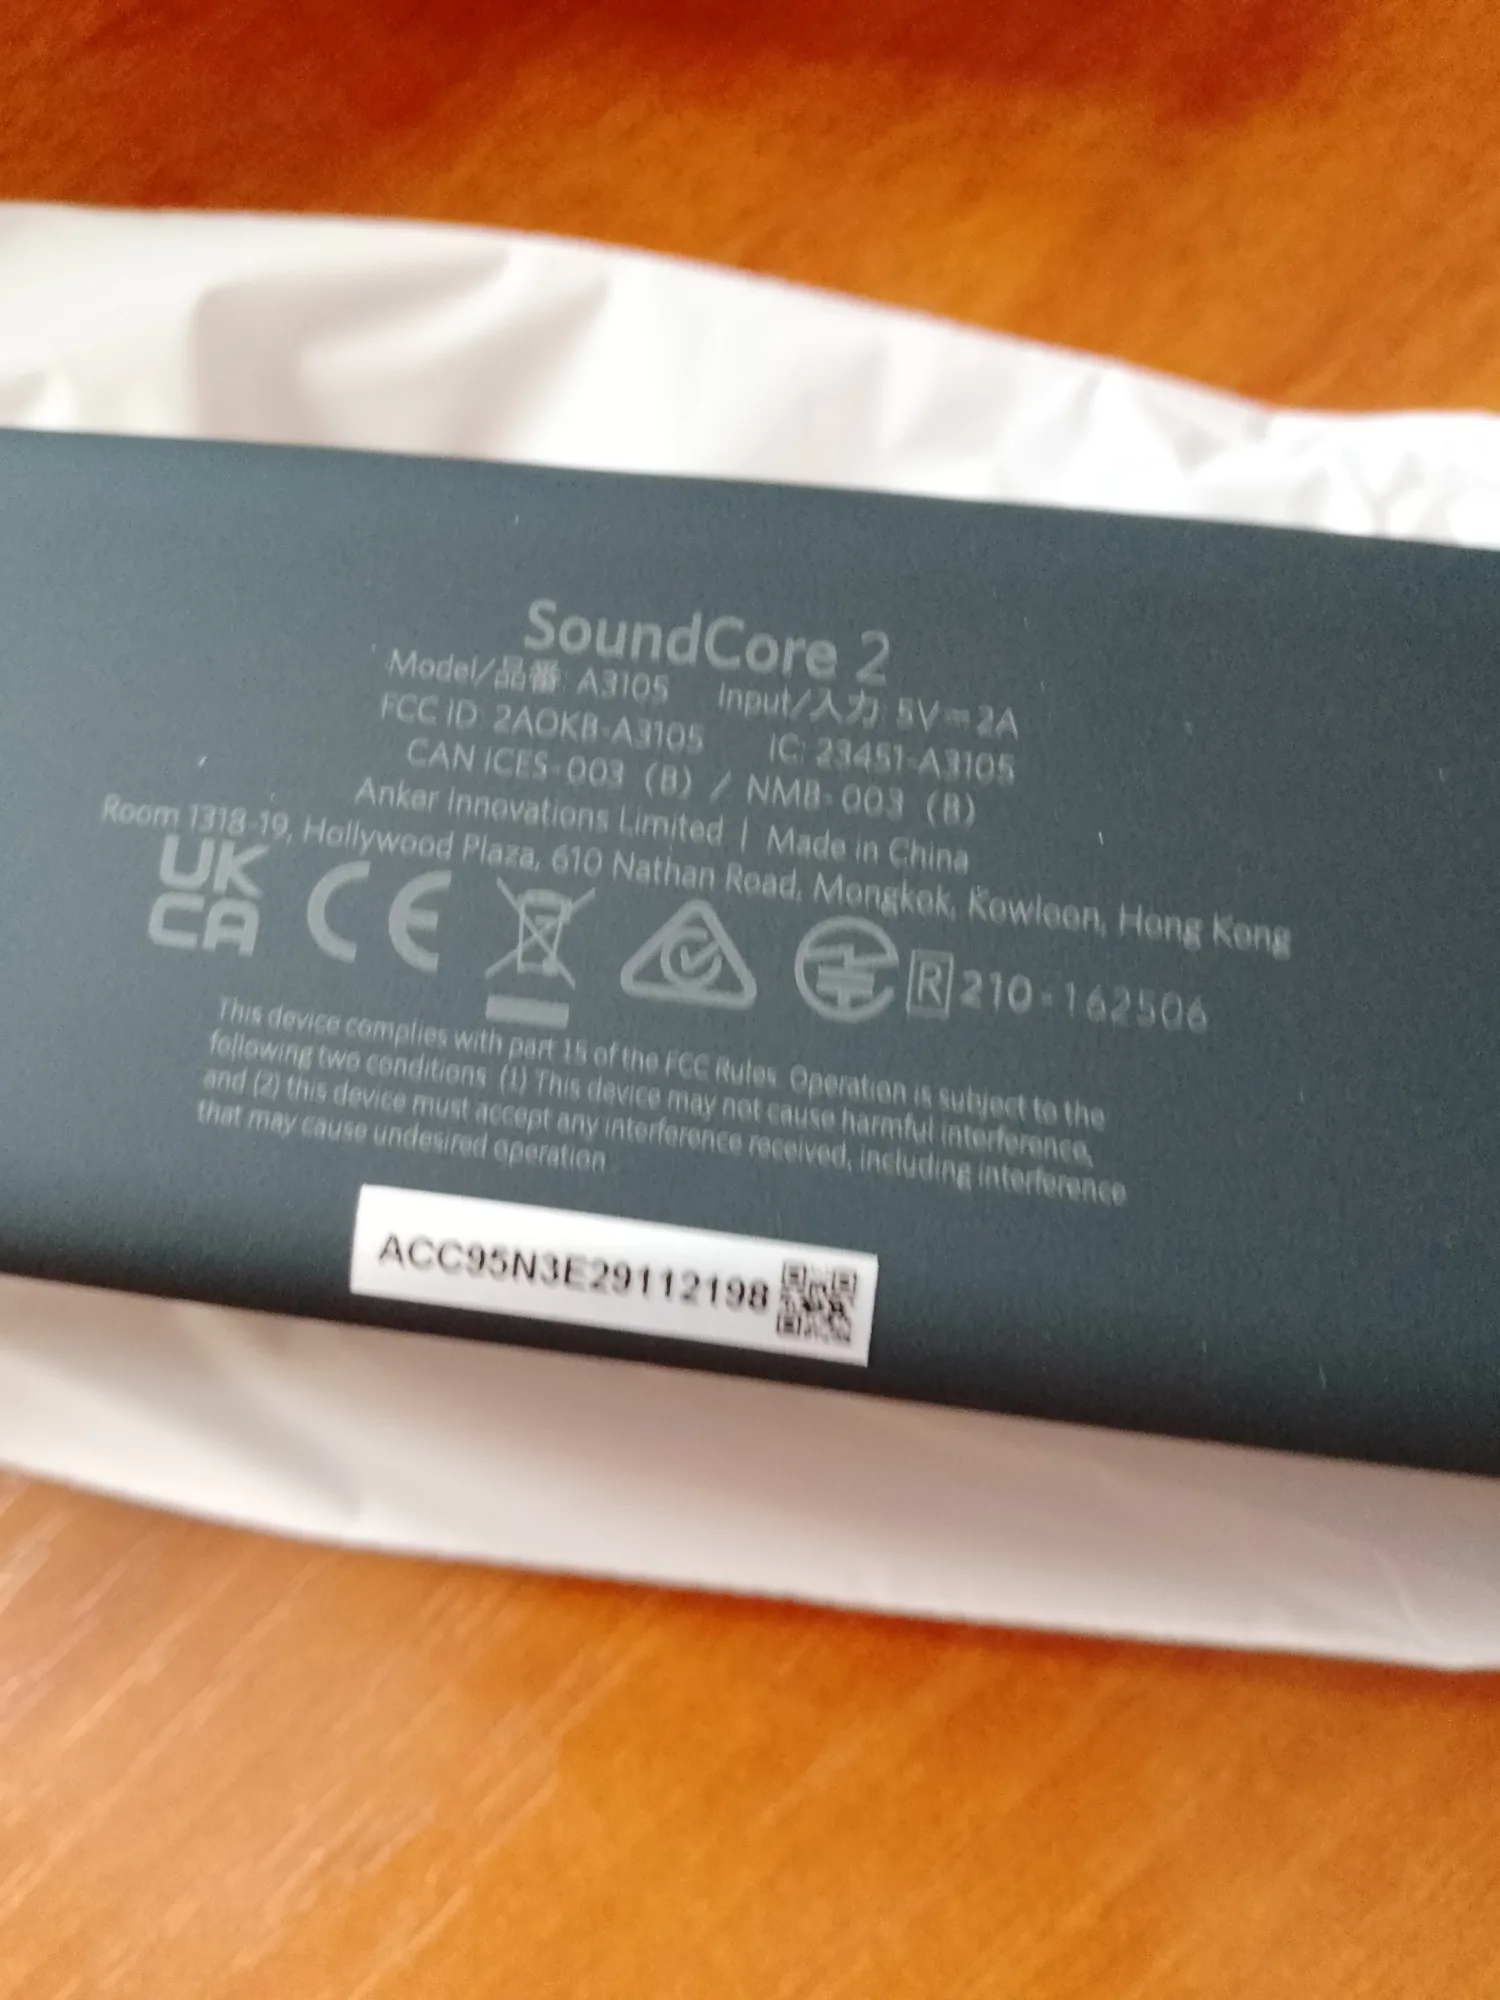 SoundCore 2
Model/品番: A3105 Input/入力: 5V⎓2A
FCC ID 2AOKB-A3105 IC: 23451-A3105
CAN ICES-003 (B) / NMB-003 (B)
Anker Innovations Limited | Made in China
Room 1318-19, Hollywood Plaza, 610 Nathan Road, Mongkok, Kowloon, Hong Kong
UK
CA CE R 210-162506
This device complies with part 15 of the FCC Rules. Operation is subject to the
following two conditions (1) This device may not cause harmful interference,
and (2) this device must accept any interference received, including interference
that may cause undesired operation
ACC95N3E29112198